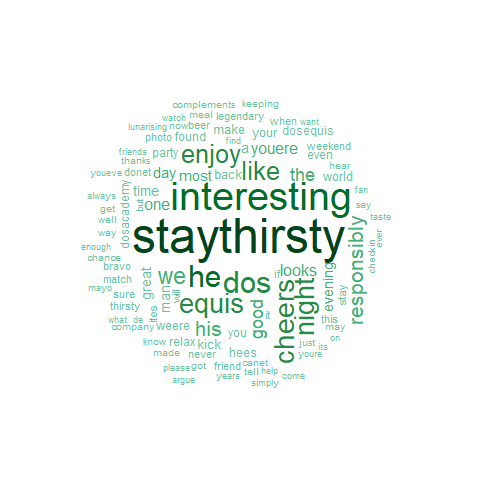 complements keeping
watch meal legendary
lunarising nowbeer make your when want
photo found dosequis
friends party enjoy find a youere weekend
thanks even
youeve donet day most back like the hear
world
always dosacademy time one interesting fan
get but say
well taste
way staythirsty responsibly checkin ever
enough
chance we he dos if looks evening
bravo great man will stay
match equis cheers night
mayo sure ites good it
thirsty his this may
what de weere you on
company
know relax kick hees just its
made never youre
please got friend canet
argue years tell help come
simply